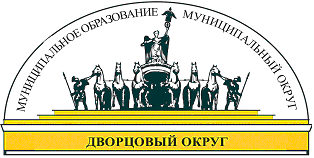 МУНИЦИПАЛЬНОЕ ОБРАЗОВАНИЕ МУНИЦИПАЛЬНЫЙ ОКРУГ
ДВОРЦОВЫЙ ОКРУГ